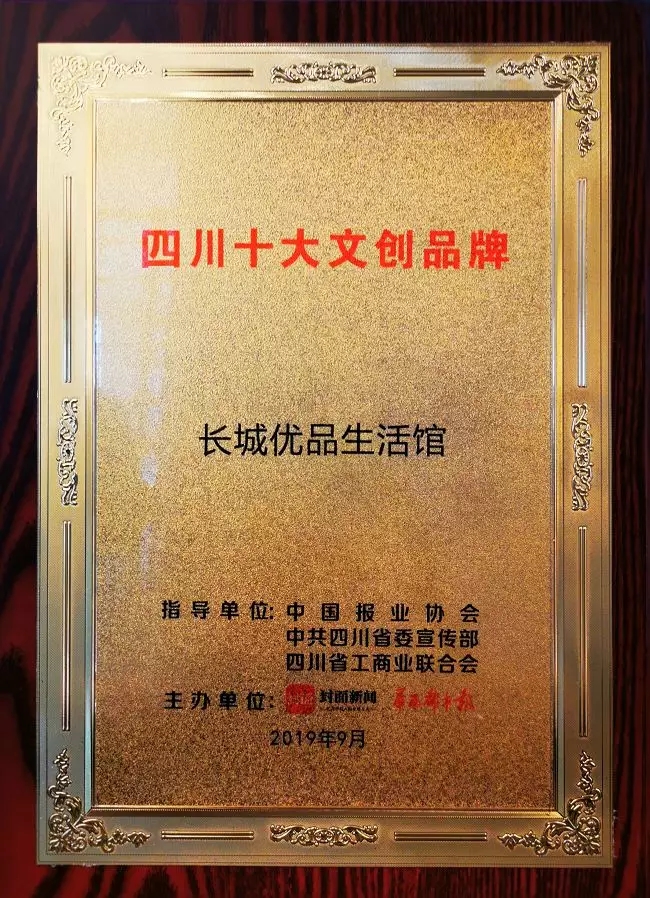 四川十大文创品牌
长城优品生活馆
指导单位: 中国报业协会
中共四川省委宣传部
四川省工商业联合会
主办单位: 封面新闻 华西都市报
2019年9月